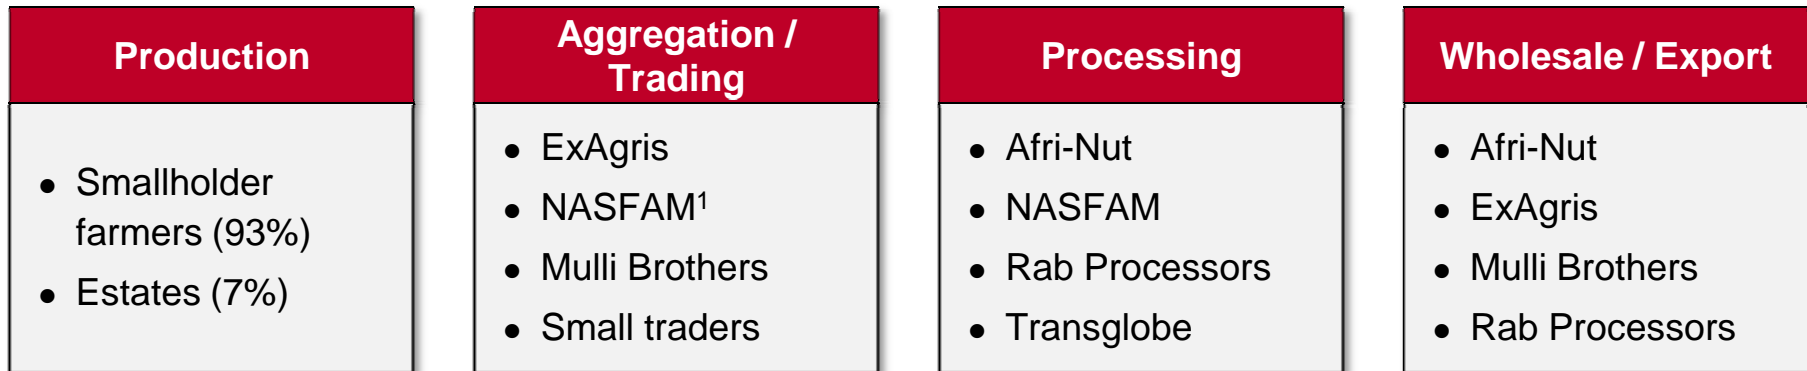 Production
● Smallholder
farmers (93%)
● Estates (7%)
Aggregation /
Trading
● ExAgris
● NASFAM¹
● Mulli Brothers
● Small traders
Processing
● Afri-Nut
● NASFAM
● Rab Processors
● Transglobe
Wholesale / Export
● Afri-Nut
● ExAgris
● Mulli Brothers
● Rab Processors